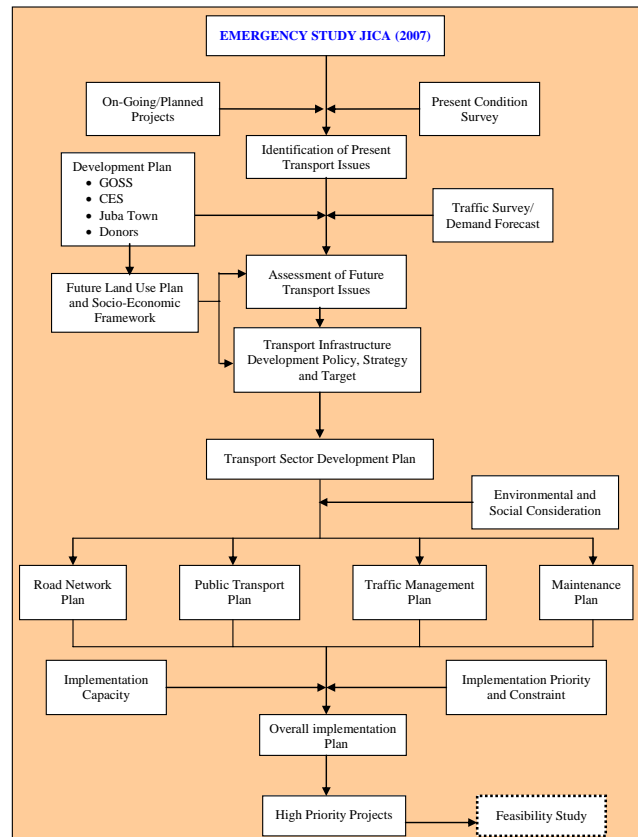 EMERGENCY STUDY JICA (2007)
On-Going/Planned
Projects
Present Condition
Survey
Identification of Present
Transport Issues
Development Plan
• GOSS
• CES
• Juba Town
• Donors
Traffic Survey/
Demand Forecast
Future Land Use Plan
and Socio-Economic
Framework
Assessment of Future
Transport Issues
Transport Infrastructure
Development Policy, Strategy
and Target
Transport Sector Development Plan
Environmental and
Social Consideration
Road Network
Plan
Public Transport
Plan
Traffic Management
Plan
Maintenance
Plan
Implementation
Capacity
Implementation Priority
and Constraint
Overall implementation
Plan
High Priority Projects
Feasibility Study